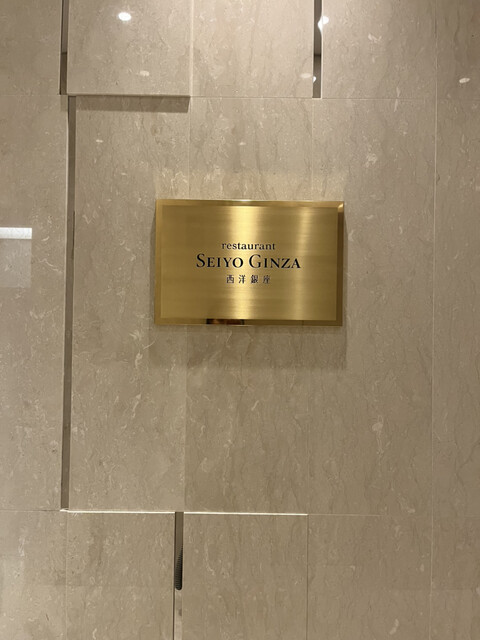 restaurant
SEIYO GINZA
西洋銀座